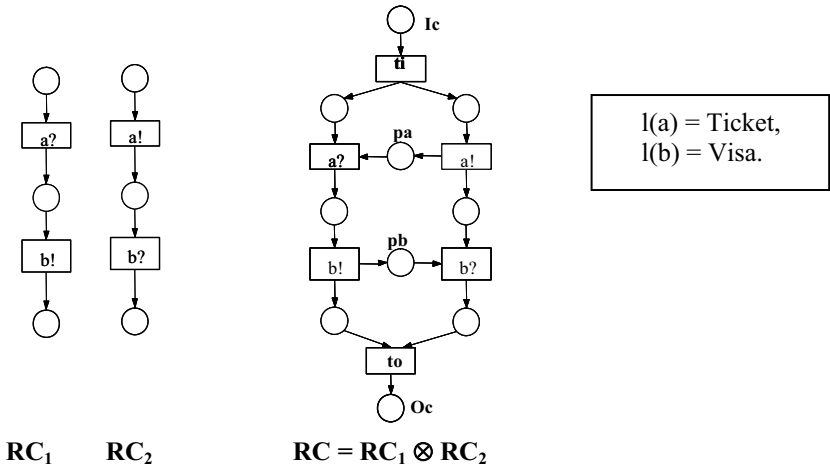 Ic
ti
a?
a!
pa
a?
a!
b!
b?
pb
b!
b?
to
Oc
l(a) = Ticket,
l(b) = Visa.
RC₁
RC₂
RC = RC₁ ⊗ RC₂